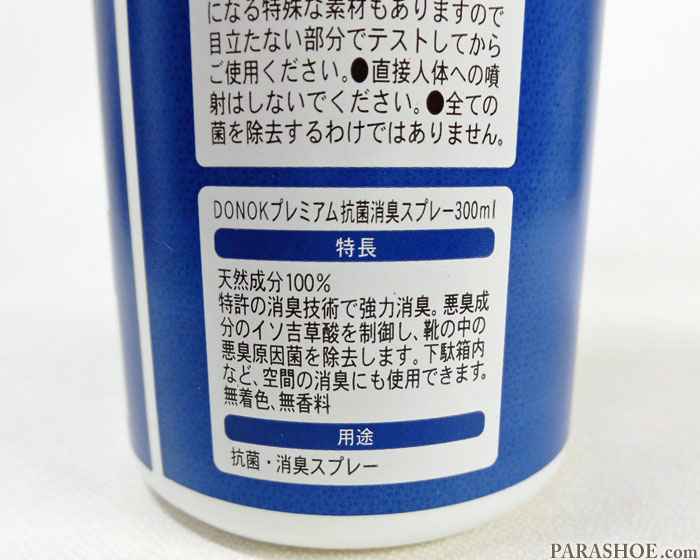 になる特殊な素材もありますので
目立たない部分でテストしてから
ご使用ください。●直接人体への噴
射はしないでください。●全ての
菌を除去するわけではありません。
DONOKプレミアム抗菌消臭スプレー300ml
特長
天然成分100%
特許の消臭技術で強力消臭。悪臭成
分のイソ吉草酸を制御し、靴の中の
悪臭原因菌を除去します。下駄箱内
など、空間の消臭にも使用できます。
無着色、無香料
用途
抗菌・消臭スプレー
PARASHOE.com